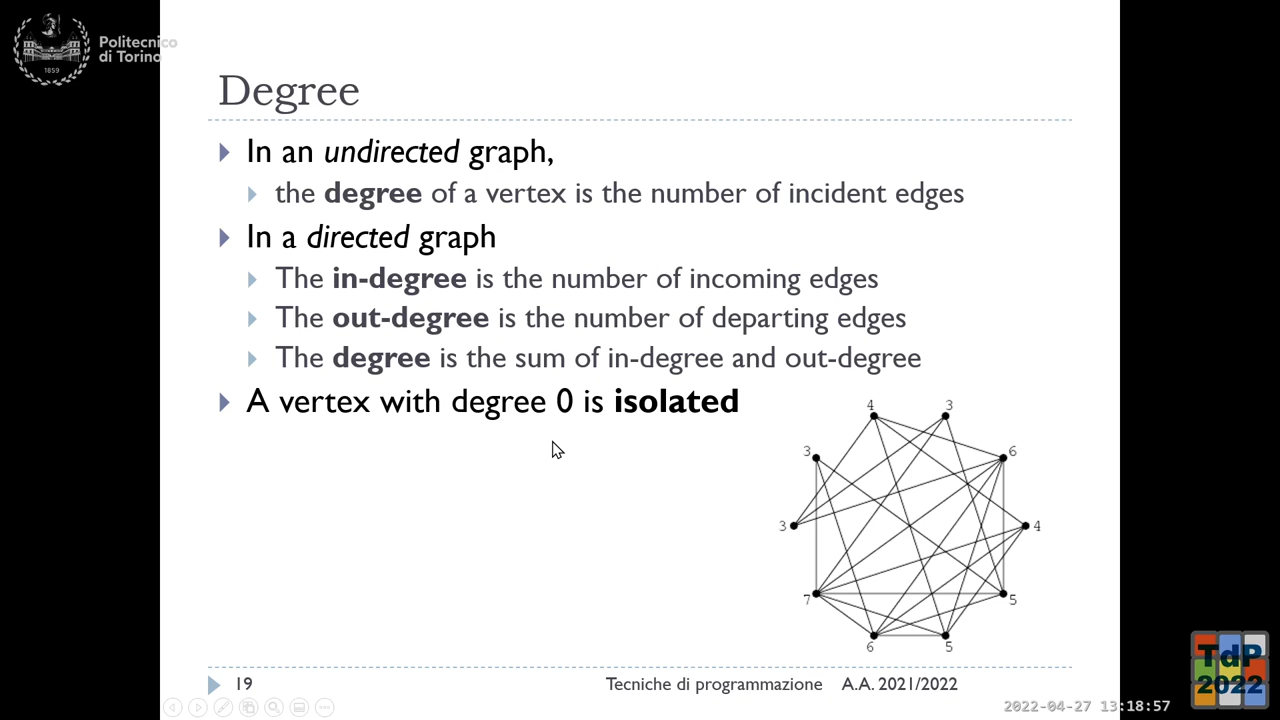 Politecnico
di Torino
1859
Degree
In an undirected graph,
the degree of a vertex is the number of incident edges
In a directed graph
The in-degree is the number of incoming edges
The out-degree is the number of departing edges
The degree is the sum of in-degree and out-degree
A vertex with degree 0 is isolated
4 3
3 6
3 4
7 5
6 5
19 Tecniche di programmazione A.A. 2021/2022
TdP
2022
2022-04-27 13:18:57